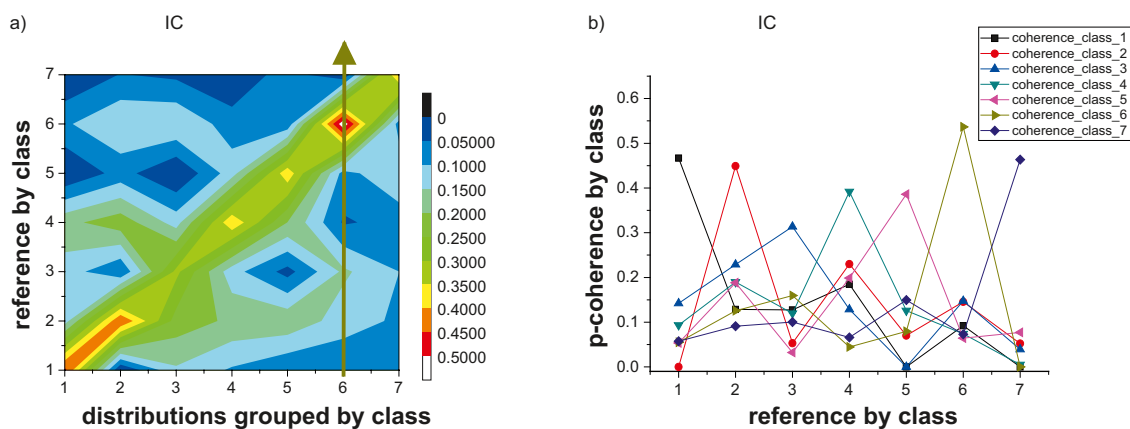 a) IC
reference by class
7
6
5
4
3
2
1
1 2 3 4 5 6 7
distributions grouped by class
0
0.05000
0.1000
0.1500
0.2000
0.2500
0.3000
0.3500
0.4500
0.5000
b) IC
coherence_class_1
coherence_class_2
coherence_class_3
coherence_class_4
coherence_class_5
coherence_class_6
coherence_class_7
p-coherence by class
0.6
0.5
0.4
0.3
0.2
0.1
0.0
1 2 3 4 5 6 7
reference by class